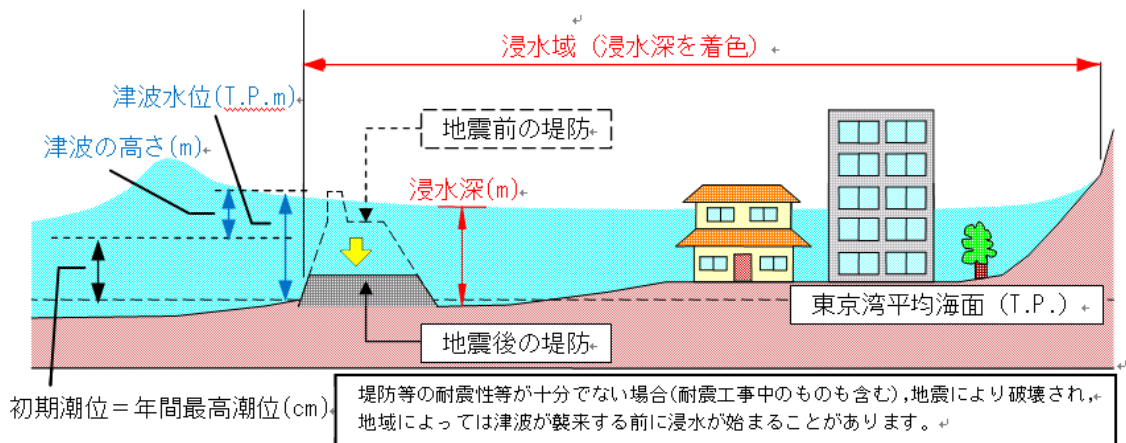 浸水域（浸水深を着色）
津波水位(T.P.m)
地震前の堤防
津波の高さ(m)
浸水深(m)
東京湾平均海面（T.P.）
地震後の堤防
初期潮位＝年間最高潮位(cm)
堤防等の耐震性等が十分でない場合(耐震工事中のものも含む),地震により破壊され,
地域によっては津波が襲来する前に浸水が始まることがあります。